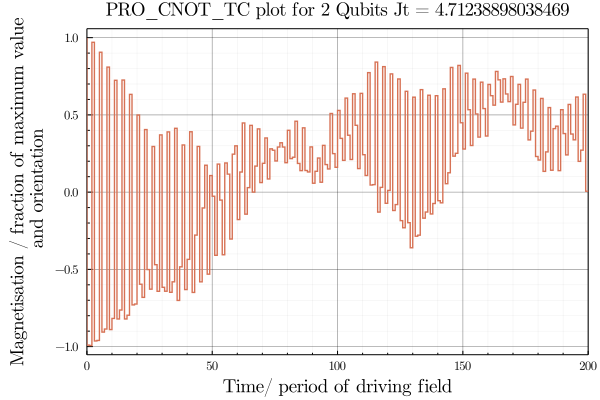 PRO_CNOT_TC plot for 2 Qubits Jt = 4.71238898038469
Magnetisation / fraction of maximum value
and orientation
1.0
0.5
0.0
−0.5
−1.0
0
50
100
150
200
Time/ period of driving field